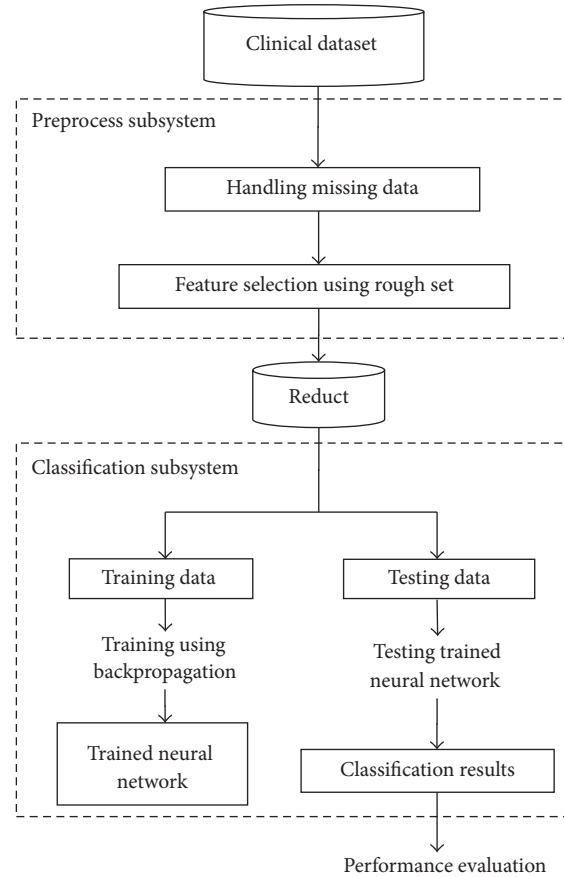 Clinical dataset
Preprocess subsystem
Handling missing data
Feature selection using rough set
Reduct
Classification subsystem
Training data
Testing data
Training using
backpropagation
Testing trained
neural network
Trained neural
network
Classification results
Performance evaluation